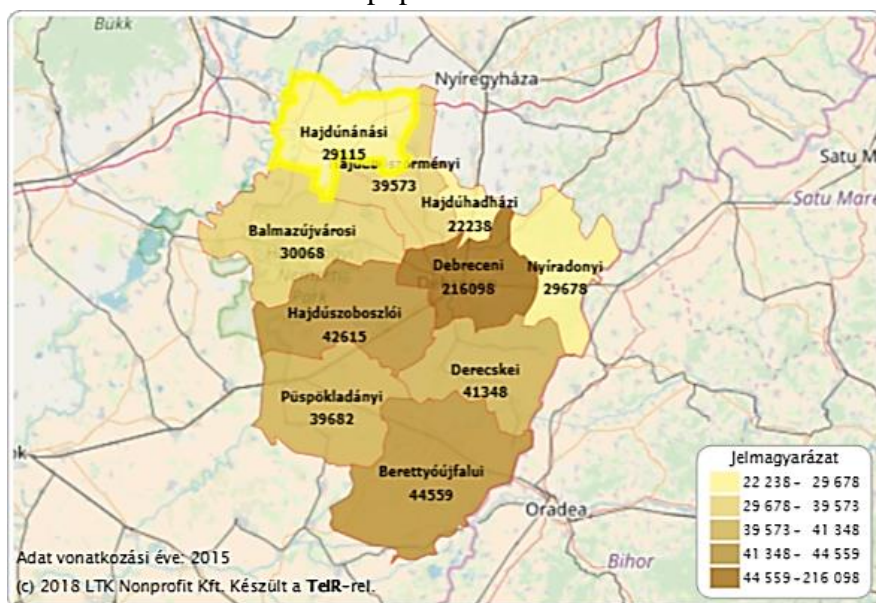 Bükk
Nyíregyháza
Hajdúnánási
29115
39573
Satu Mare
Hajdúhadházi
22238
Balmazújvárosi
30068
Debreceni
216098
Nyíradonyi
29678
Hajdúszoboszlói
42615
Derecskei
41348
Püspökladányi
39682
Berettyóújfalui
44559
Oradea
Bihor
Jelmagyarázat
22 238- 29 678
29 678- 39 573
39 573- 41 348
41 348- 44 559
44 559-216 098
Adat vonatkozási éve: 2015
(c) 2018 LTK Nonprofit Kft. Készült a TeIR-rel.